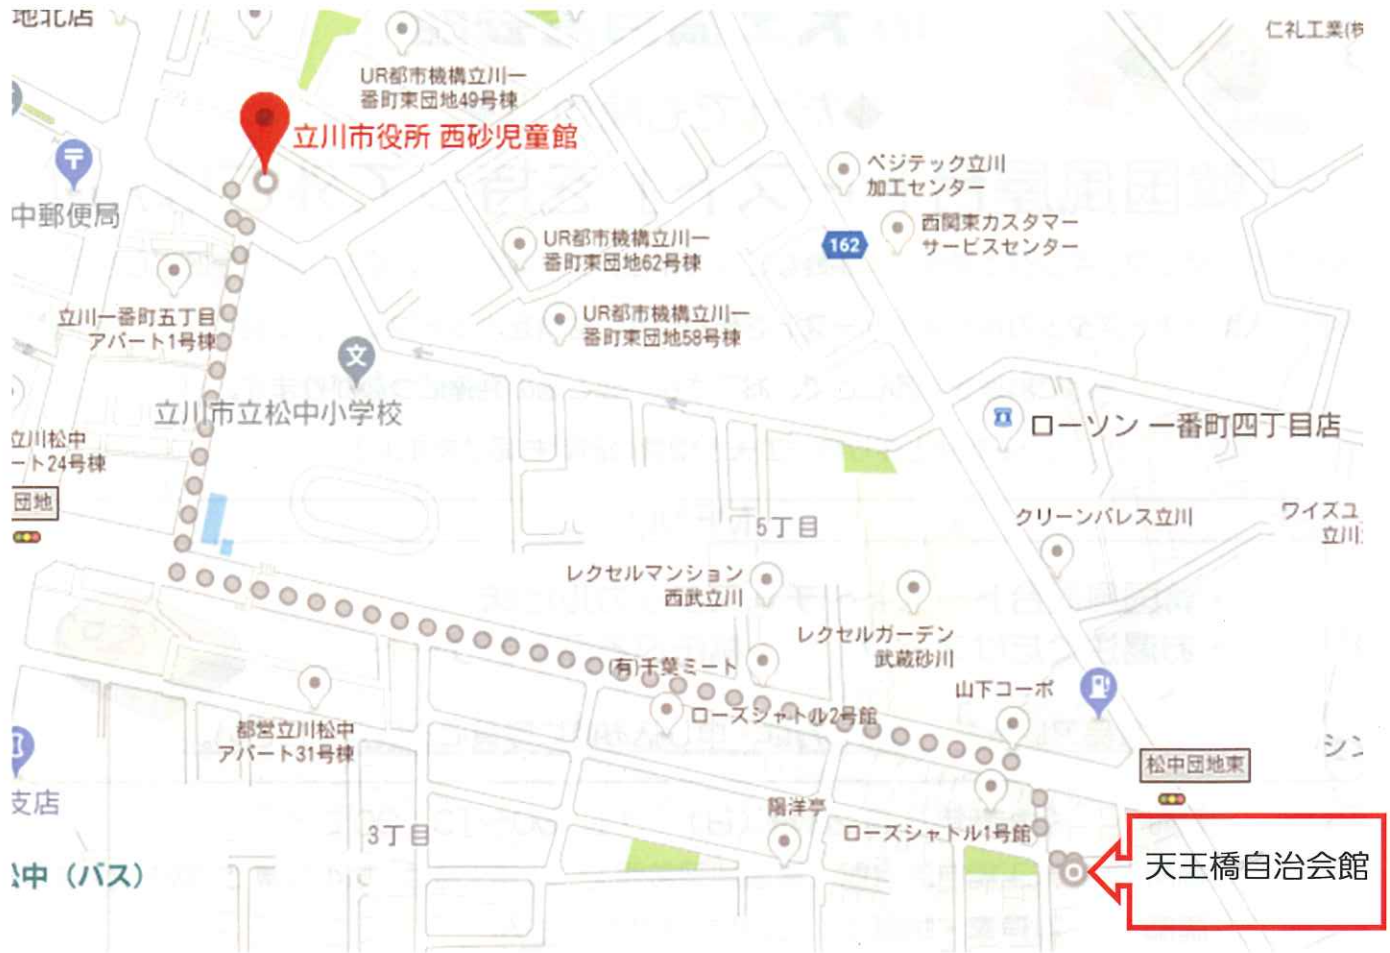 地北店
仁礼工業(株
UR都市機構立川一
番町東団地49号棟
立川市役所 西砂児童館
ベジテック立川
加工センター
中郵便局
西関東カスタマー
サービスセンター
162
UR都市機構立川一
番町東団地62号棟
立川一番町五丁目
アパート1号棟
UR都市機構立川一
番町東団地58号棟
文
立川市立松中小学校
ローソン 一番町四丁目店
立川松中
ート24号棟
団地
クリーンパレス立川
ワイズユ
立川
5丁目
レクセルマンション
西武立川
レクセルガーデン
武蔵砂川
(有)千葉ミート
山下コーポ
ローズシャトル2号館
都営立川松中
アパート31号棟
松中団地東
シン
支店
陽洋亭
3丁目
ローズシャトル1号館
天王橋自治会館
中（バス）